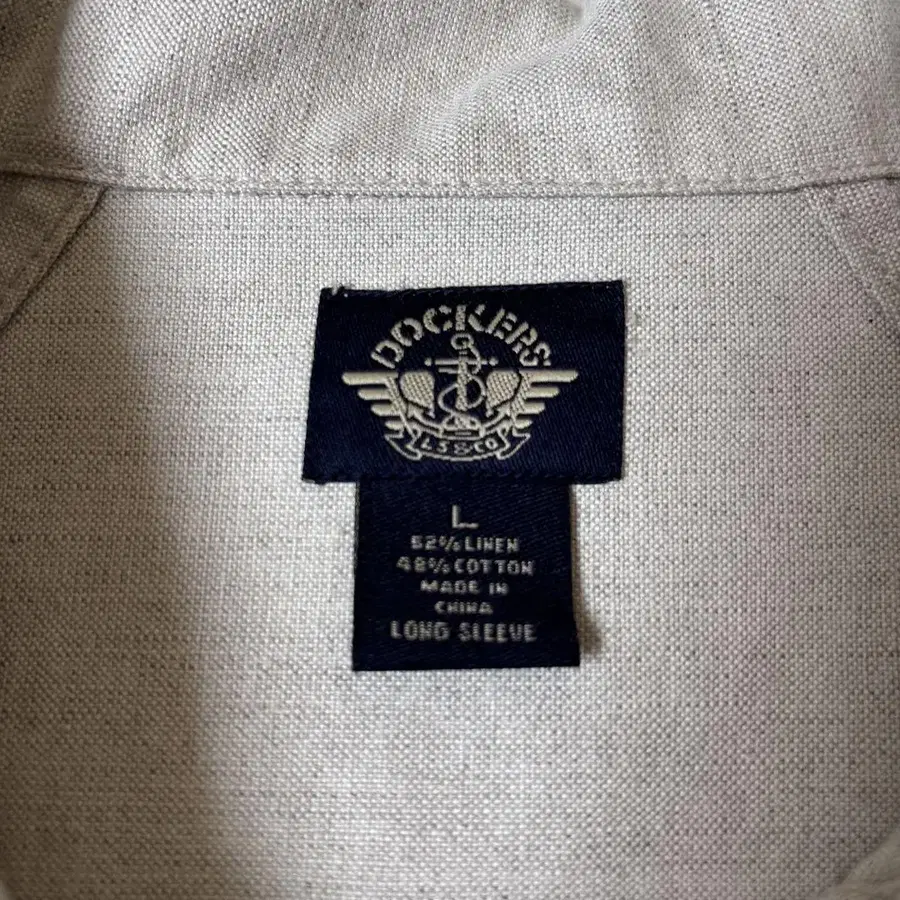 DOCKERS
LS&CO
L
52% LINEN
48% COTTON
MADE IN
CHINA
LONG SLEEVE